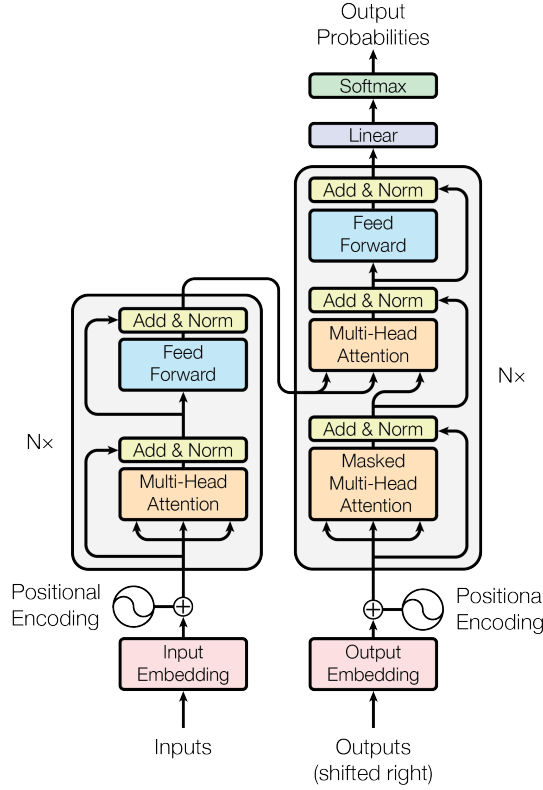 Output
Probabilities
Softmax
Linear
Add & Norm
Feed
Forward
Add & Norm
Multi-Head
Attention
Nx
Add & Norm
Masked
Multi-Head
Attention
Add & Norm
Feed
Forward
Nx
Add & Norm
Multi-Head
Attention
Positional
Encoding
Positiona
Encoding
Input
Embedding
Output
Embedding
Inputs
Outputs
(shifted right)